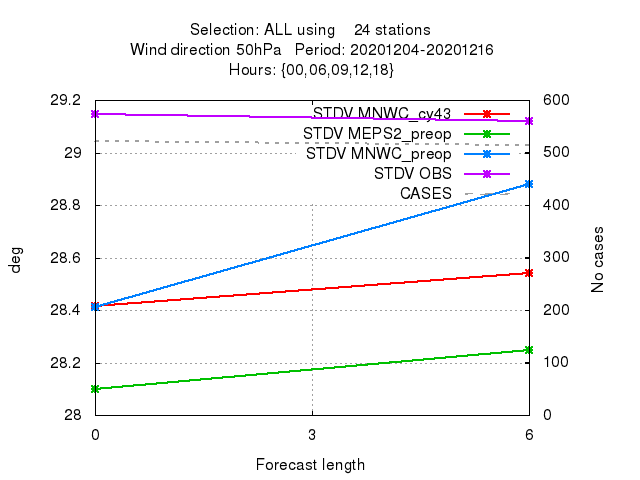 Selection: ALL using 24 stations
Wind direction 50hPa Period: 20201204-20201216
Hours: {00,06,09,12,18}
29.2
29
28.8
28.6
28.4
28.2
28
600
500
400
300
200
100
0
STDV MNWC_cy43
STDV MEPS2_preop
STDV MNWC_preop
STDV OBS
CASES
deg
No cases
0 3 6
Forecast length